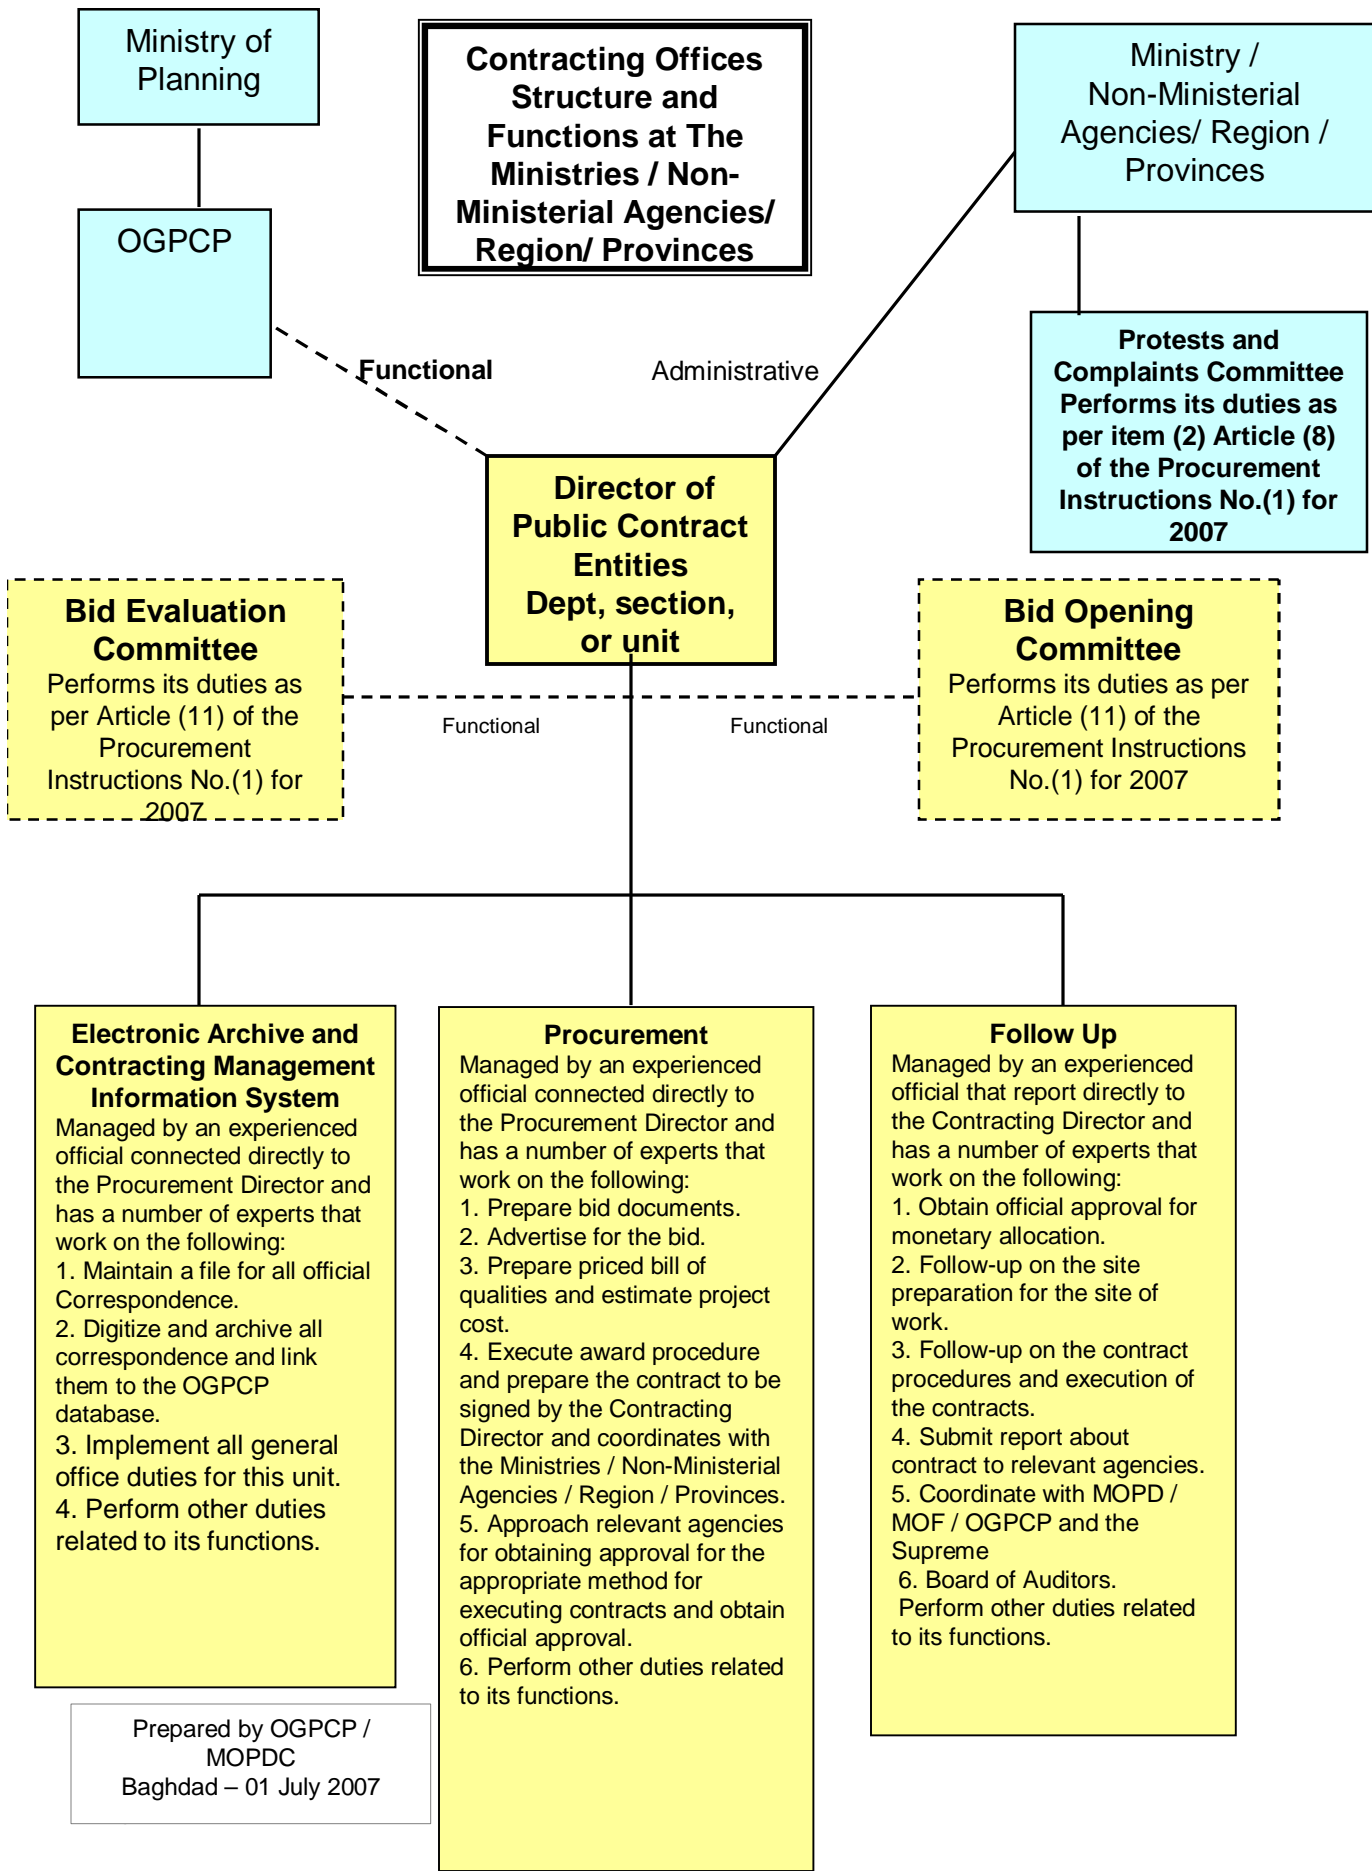 Ministry of
Planning
Contracting Offices
Structure and
Functions at The
Ministries / Non-
Ministerial Agencies/
Region/ Provinces
Ministry /
Non-Ministerial
Agencies/ Region /
Provinces
OGPCP
Functional
Administrative
Protests and
Complaints Committee
Performs its duties as
per item (2) Article (8)
of the Procurement
Instructions No.(1) for
2007
Director of
Public Contract
Entities
Dept, section,
or unit
Bid Evaluation
Committee
Performs its duties as
per Article (11) of the
Procurement
Instructions No.(1) for
2007
Functional
Functional
Bid Opening
Committee
Performs its duties as per
Article (11) of the
Procurement Instructions
No.(1) for 2007
Electronic Archive and
Contracting Management
Information System
Managed by an experienced
official connected directly to
the Procurement Director and
has a number of experts that
work on the following:
1. Maintain a file for all official
Correspondence.
2. Digitize and archive all
correspondence and link
them to the OGPCP
database.
3. Implement all general
office duties for this unit.
4. Perform other duties
related to its functions.
Procurement
Managed by an experienced
official connected directly to
the Procurement Director and
has a number of experts that
work on the following:
1. Prepare bid documents.
2. Advertise for the bid.
3. Prepare priced bill of
qualities and estimate project
cost.
4. Execute award procedure
and prepare the contract to be
signed by the Contracting
Director and coordinates with
the Ministries / Non-Ministerial
Agencies / Region / Provinces.
5. Approach relevant agencies
for obtaining approval for the
appropriate method for
executing contracts and obtain
official approval.
6. Perform other duties related
to its functions.
Follow Up
Managed by an experienced
official that report directly to
the Contracting Director and
has a number of experts that
work on the following:
1. Obtain official approval for
monetary allocation.
2. Follow-up on the site
preparation for the site of
work.
3. Follow-up on the contract
procedures and execution of
the contracts.
4. Submit report about
contract to relevant agencies.
5. Coordinate with MOPD /
MOF / OGPCP and the
Supreme
6. Board of Auditors.
Perform other duties related
to its functions.
Prepared by OGPCP /
MOPDC
Baghdad – 01 July 2007